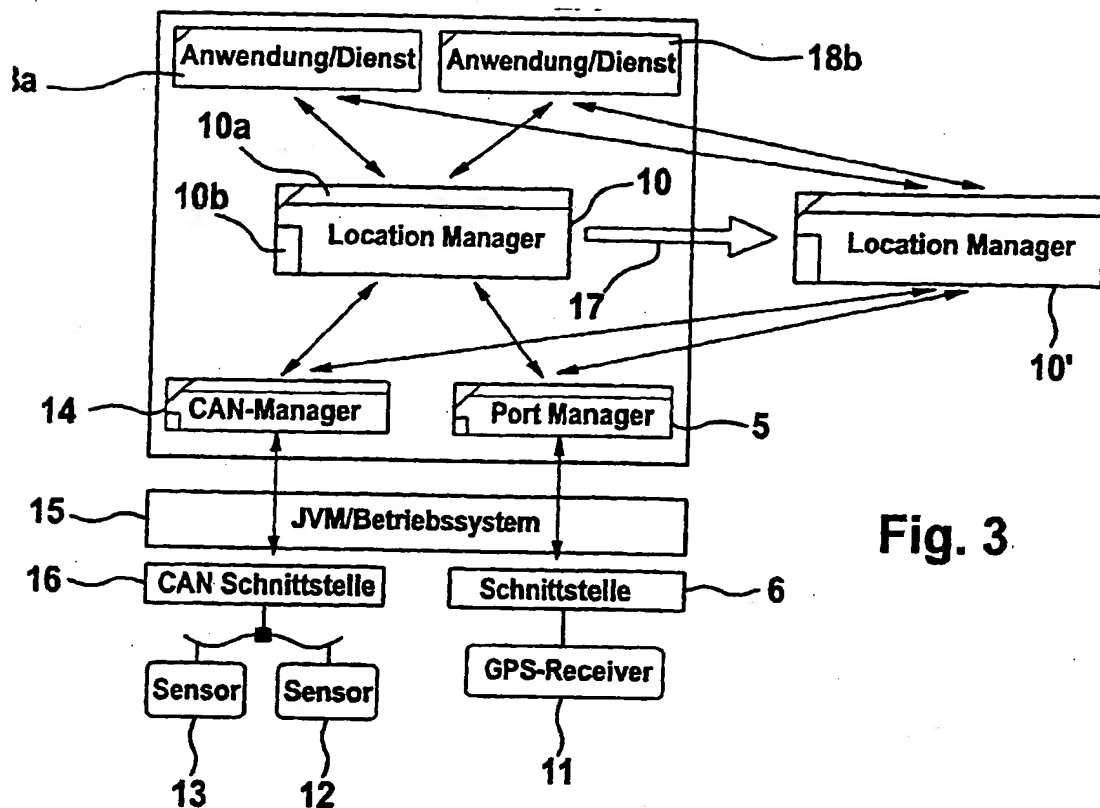 Anwendung/Dienst
Anwendung/Dienst
18b
10a
10b
10
Location Manager
Location Manager
17
10'
14
CAN-Manager
Port Manager
5
15
JVM/Betriebssystem
Fig. 3
16
CAN Schnittstelle
Schnittstelle
6
Sensor
Sensor
GPS-Receiver
13
12
11